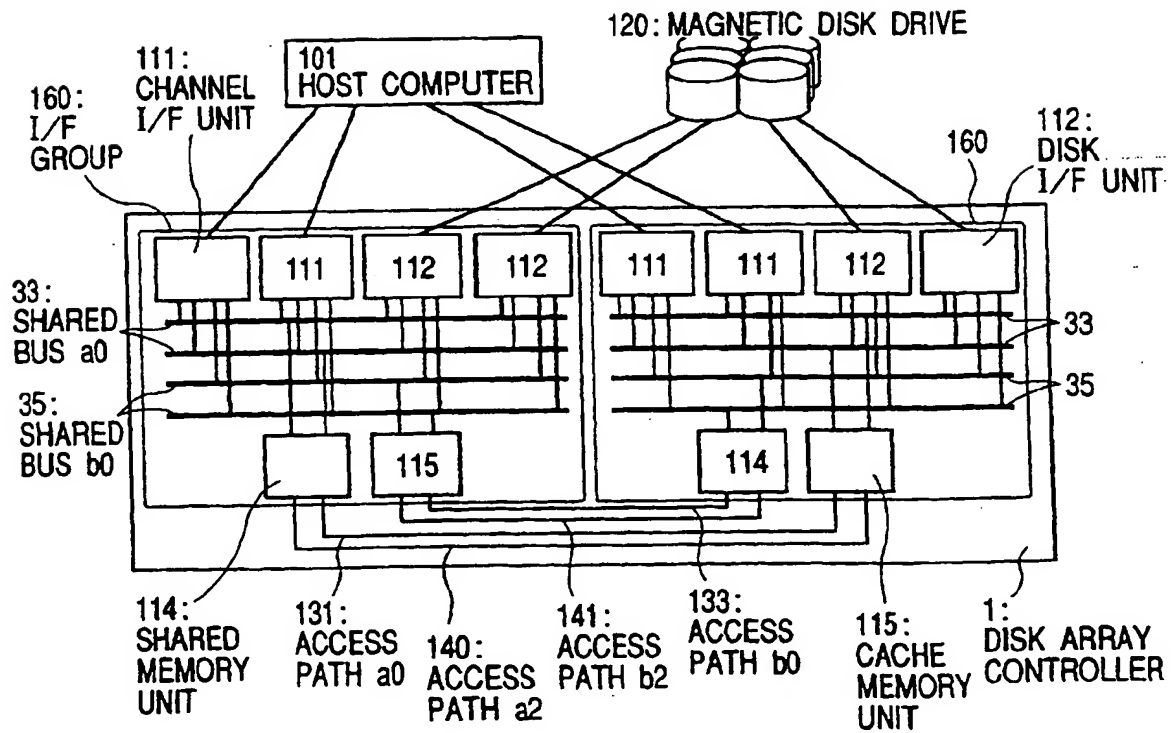 120: MAGNETIC DISK DRIVE
111:
CHANNEL
I/F UNIT
101
HOST COMPUTER
160:
I/F
GROUP
112:
DISK
I/F UNIT
160
111
112
112
111
111
112
33:
SHARED
BUS a0
33
35:
SHARED
BUS b0
35
115
114
114:
SHARED
MEMORY
UNIT
131:
ACCESS
PATH a0
140:
ACCESS
PATH a2
141:
ACCESS
PATH b2
133:
ACCESS
PATH b0
115:
CACHE
MEMORY
UNIT
1:
DISK ARRAY
CONTROLLER